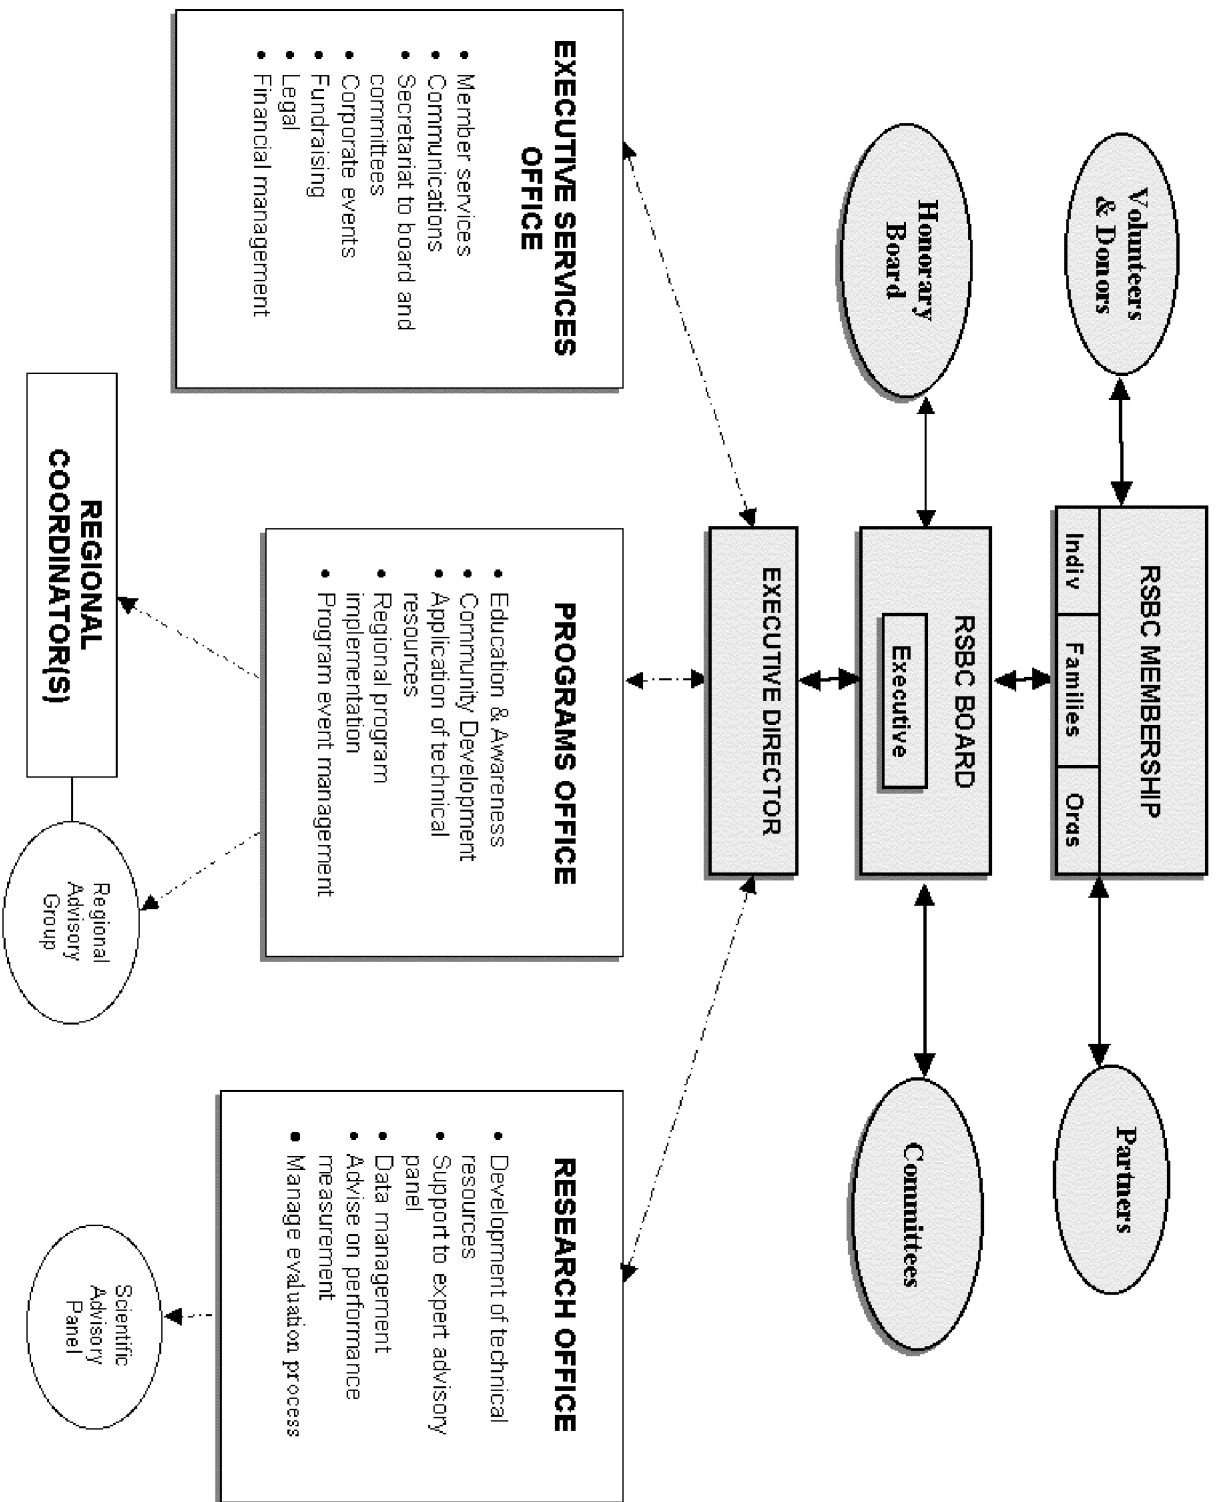 Volunteers
& Donors
RSBC MEMBERSHIP
Indiv
Families
Orgs
Partners
Honorary
Board
RSBC BOARD
Executive
Committees
EXECUTIVE DIRECTOR
EXECUTIVE SERVICES
OFFICE
• Member services
• Communications
• Secretariat to board and
committees
• Corporate events
• Fundraising
• Legal
• Financial management
PROGRAMS OFFICE
• Education & Awareness
• Community Development
• Application of technical
resources
• Regional program
implementation
• Program event management
RESEARCH OFFICE
• Development of technical
resources
• Support to expert advisory
panel
• Data management
• Advise on performance
measurement
• Manage evaluation process
REGIONAL
COORDINATOR(S)
Regional
Advisory
Group
Scientific
Advisory
Panel